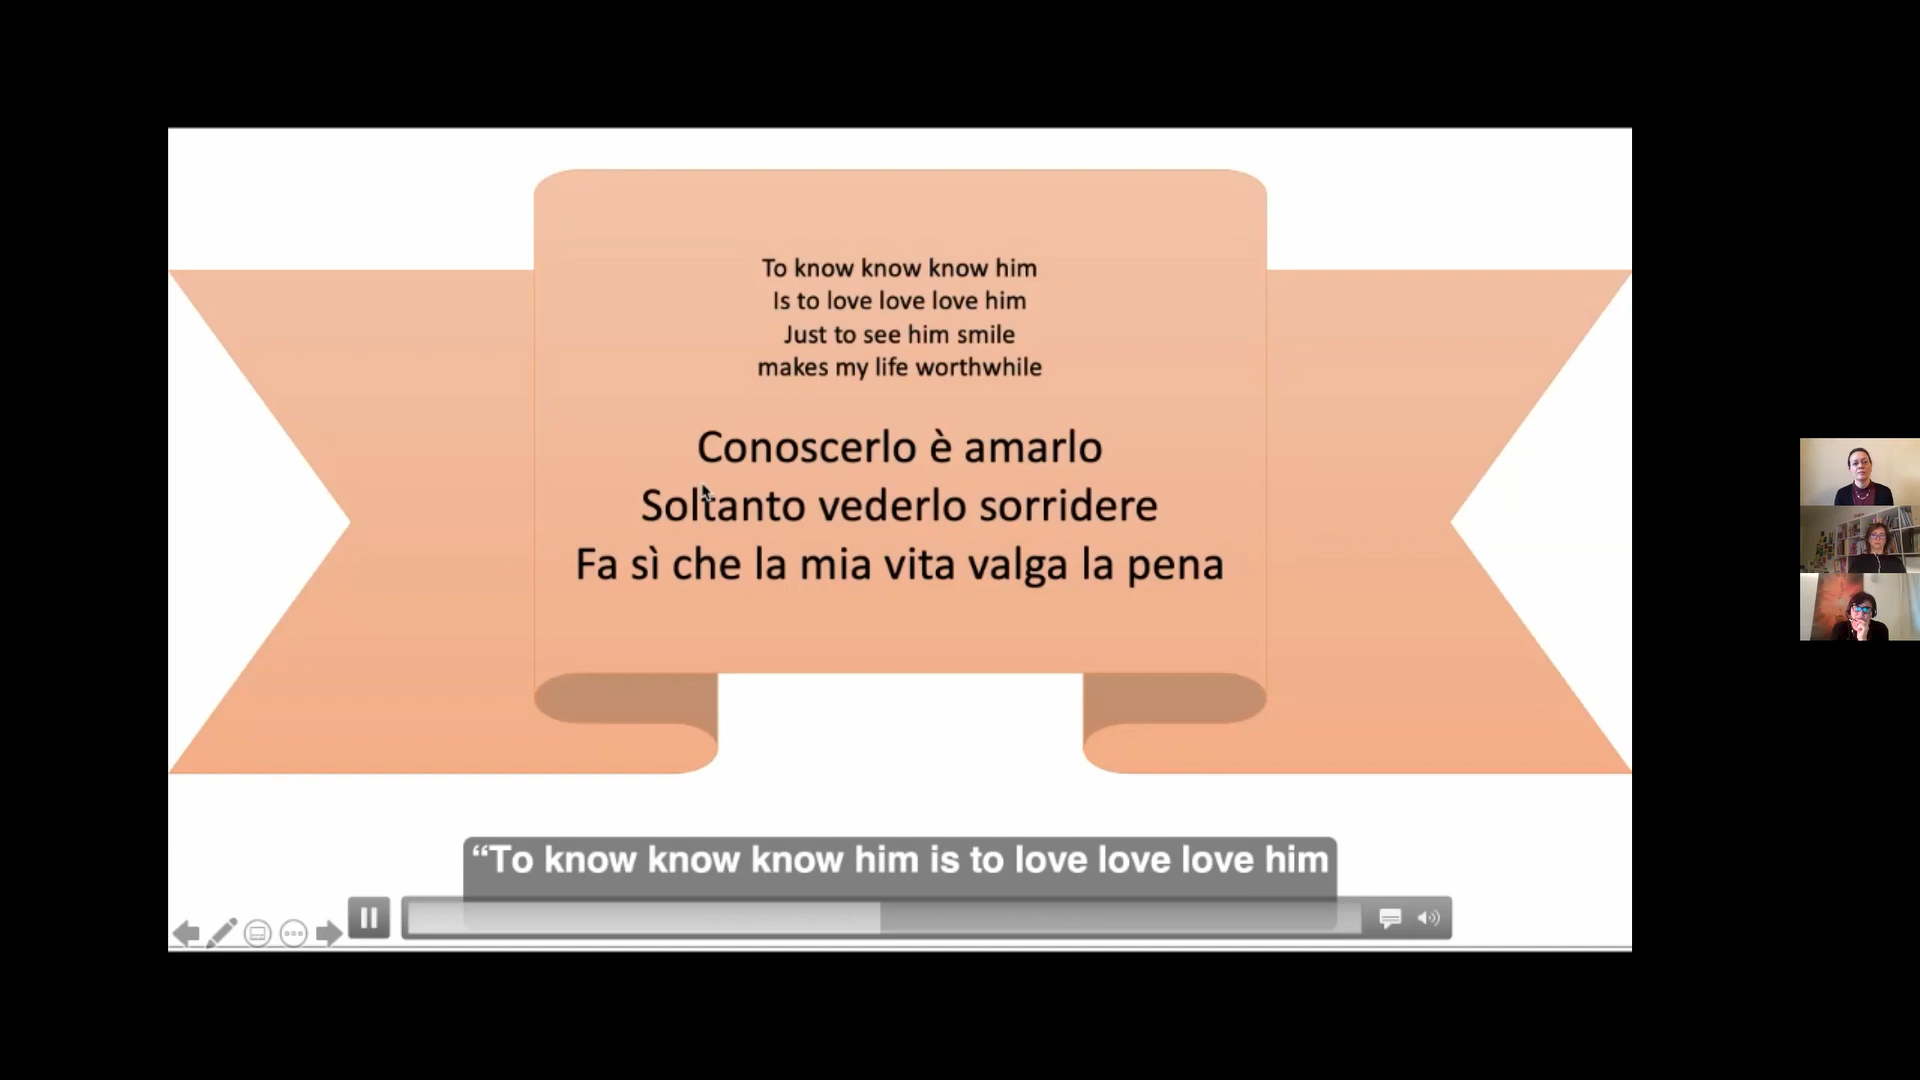 To know know know him
Is to love love love him
Just to see him smile
makes my life worthwhile
Conoscerlo è amarlo
Soltanto vederlo sorridere
Fa sì che la mia vita valga la pena
“To know know know him is to love love love him